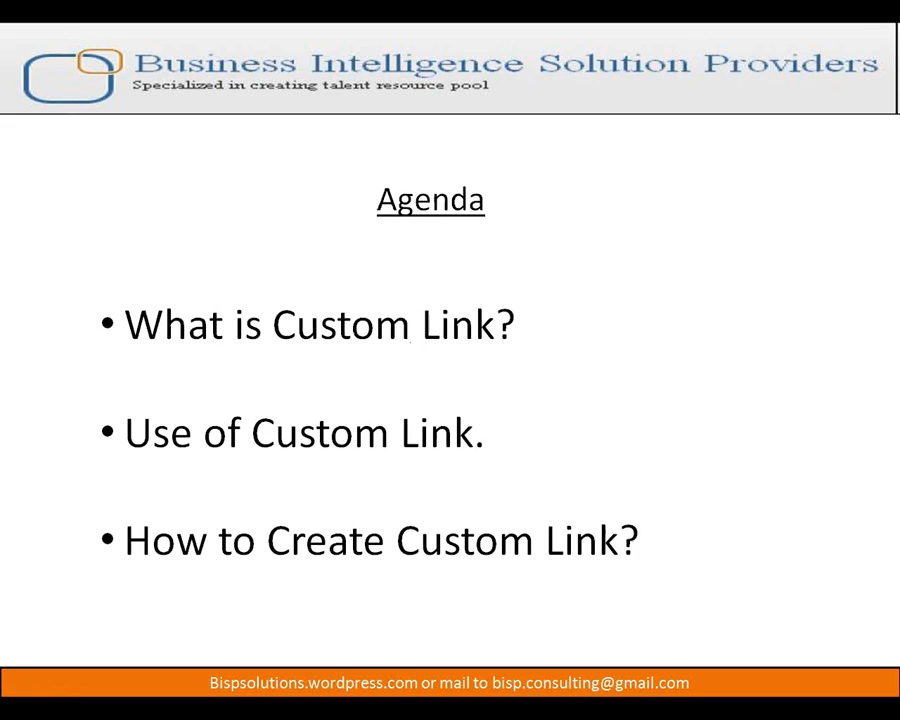 Business Intelligence Solution Providers
Specialized in creating talent resource pool
Agenda
• What is Custom Link?
• Use of Custom Link.
• How to Create Custom Link?
Bispsolutions.wordpress.com or mail to bisp.consulting@gmail.com